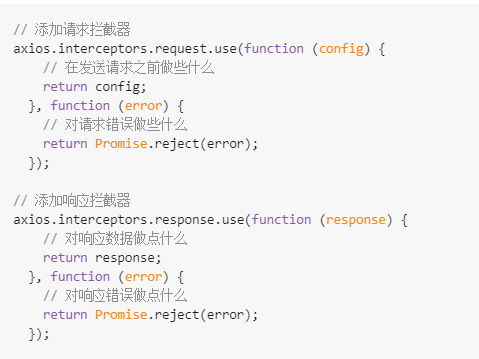 // 添加请求拦截器
axios.interceptors.request.use(function (config) {
    // 在发送请求之前做些什么
    return config;
  }, function (error) {
    // 对请求错误做些什么
    return Promise.reject(error);
  });

// 添加响应拦截器
axios.interceptors.response.use(function (response) {
    // 对响应数据做点什么
    return response;
  }, function (error) {
    // 对响应错误做点什么
    return Promise.reject(error);
  });